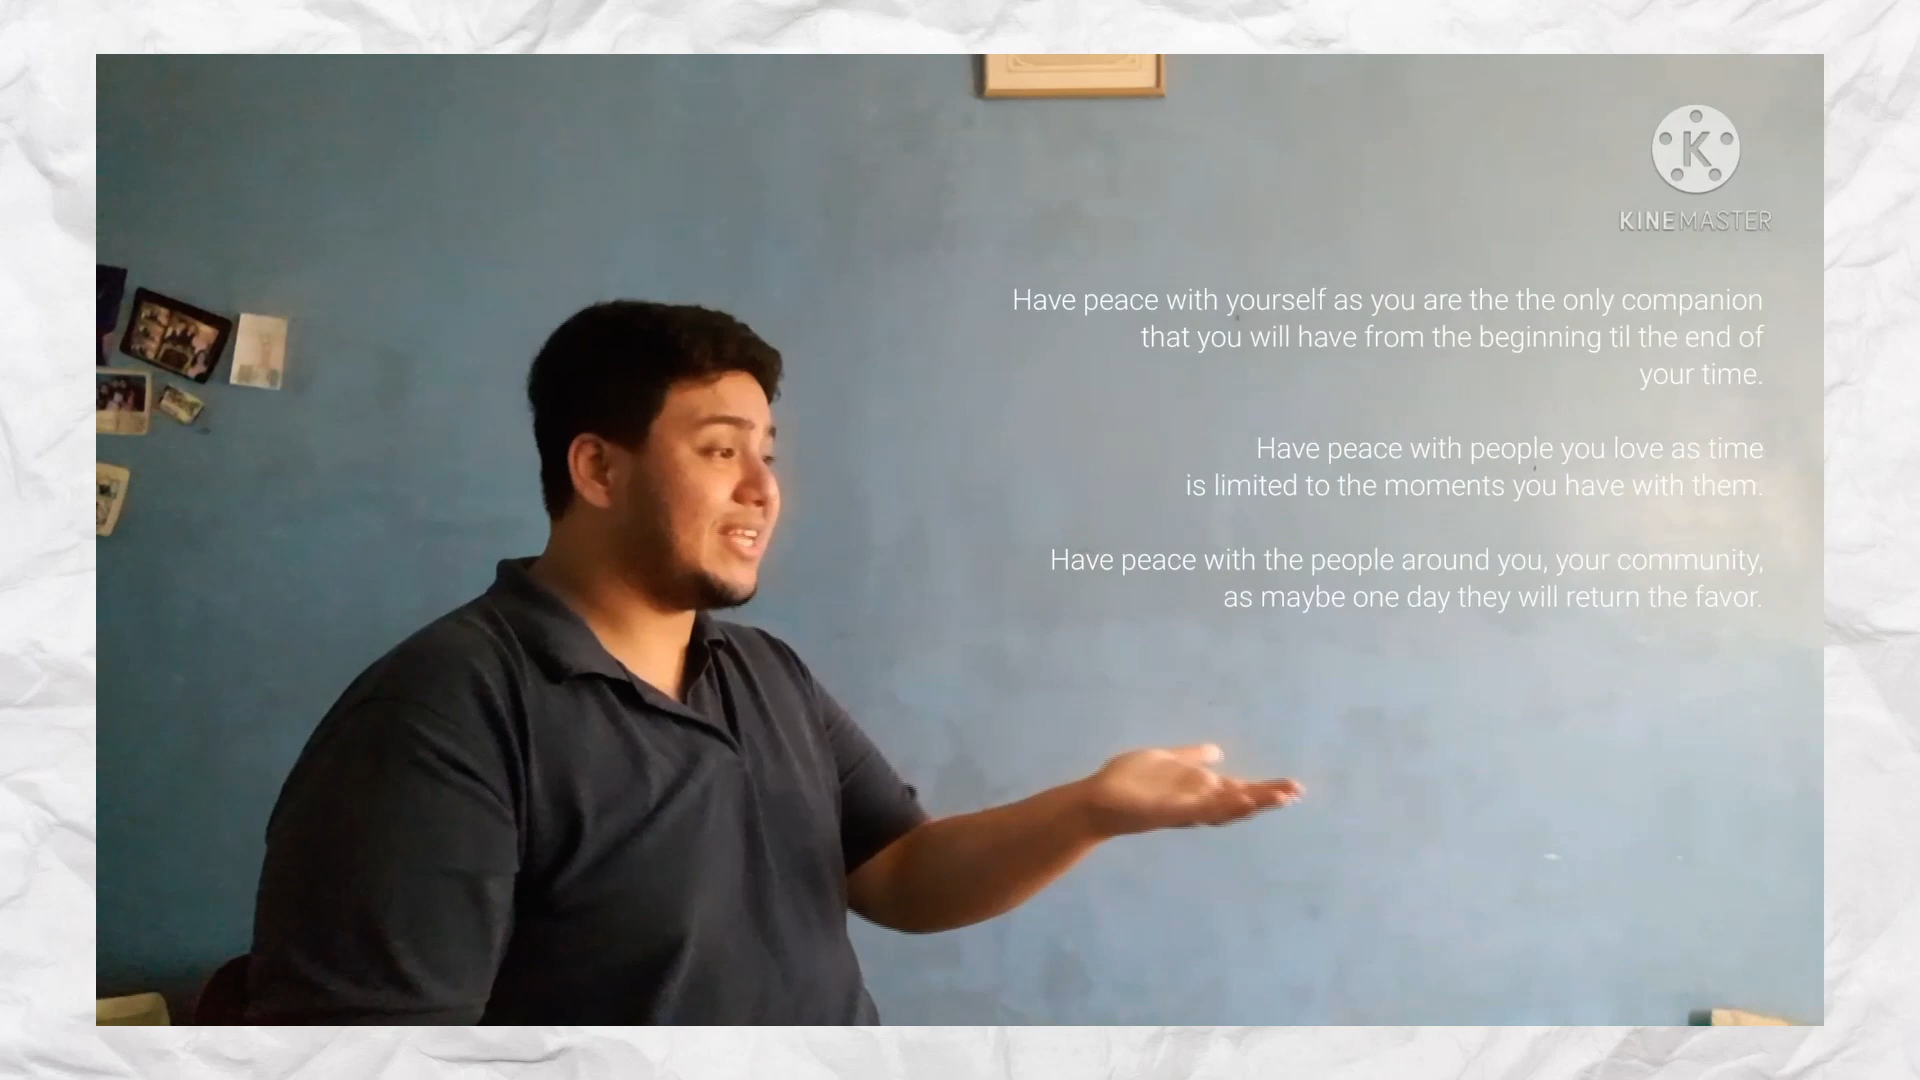 KINEMASTER
Have peace with yourself as you are the the only companion
that you will have from the beginning til the end of
your time.
Have peace with people you love as time
is limited to the moments you have with them.
Have peace with the people around you, your community,
as maybe one day they will return the favor.